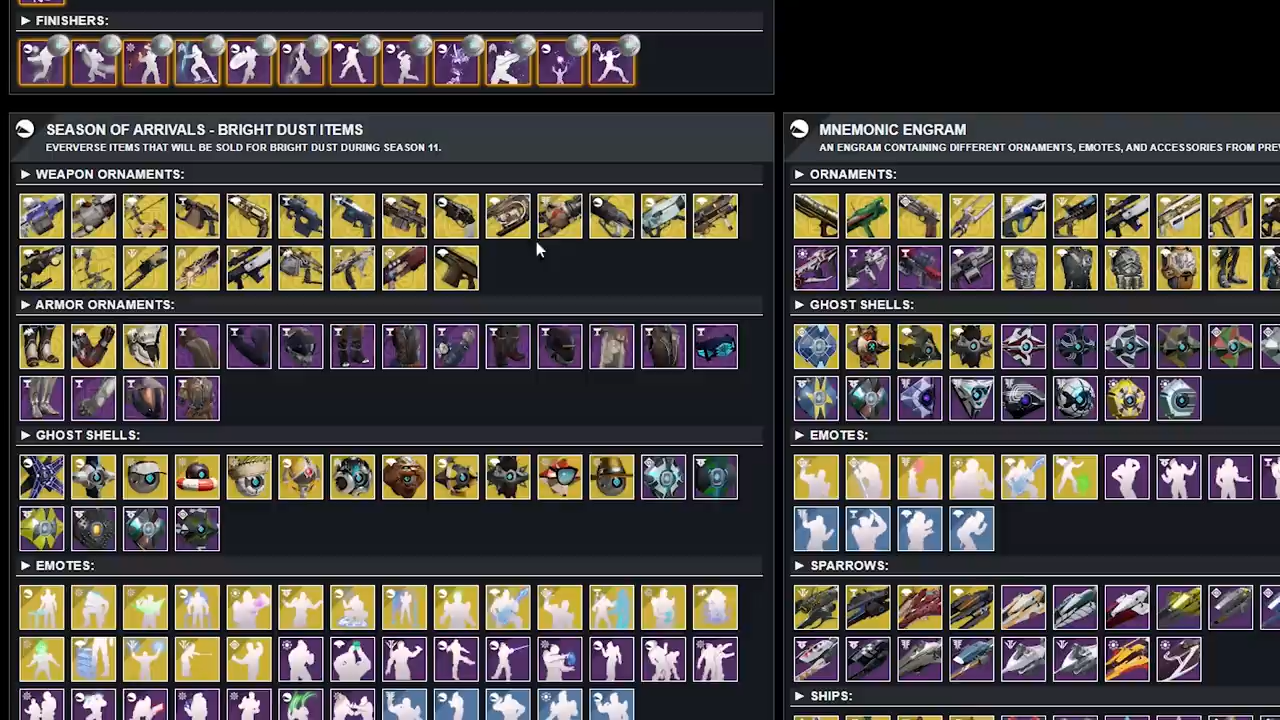 FINISHERS:
SEASON OF ARRIVALS - BRIGHT DUST ITEMS
EVERVERSE ITEMS THAT WILL BE SOLD FOR BRIGHT DUST DURING SEASON 11.
WEAPON ORNAMENTS:
ARMOR ORNAMENTS:
GHOST SHELLS:
EMOTES:
MNEMONIC ENGRAM
AN ENGRAM CONTAINING DIFFERENT ORNAMENTS, EMOTES, AND ACCESSORIES FROM PRE
ORNAMENTS:
GHOST SHELLS:
EMOTES:
SPARROWS:
SHIPS: